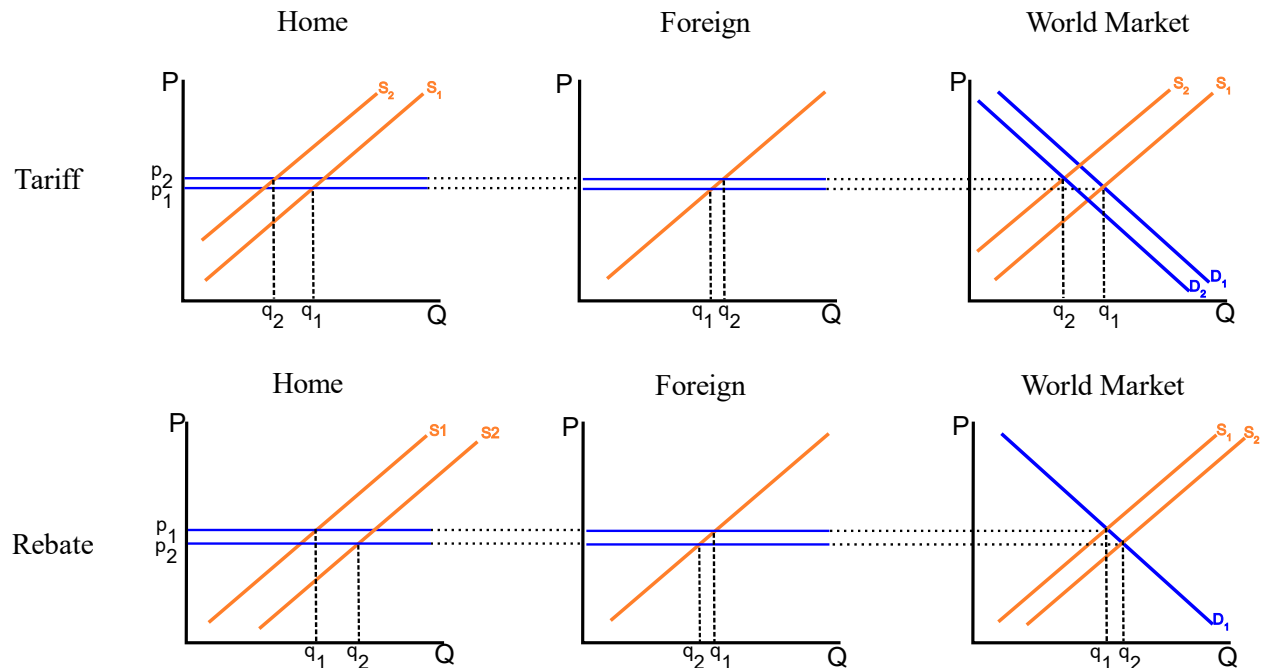 Home Foreign World Market
Tariff
P S₂ S₁
p₂
p₁
q₂ q₁ Q
P
q₁ q₂ Q
P S₂ S₁
D₂ D₁
q₂ q₁ Q
Home Foreign World Market
Rebate
P S1 S2
p₁
p₂
q₁ q₂ Q
P
q₂ q₁ Q
P S₁ S₂
D₁
q₁ q₂ Q